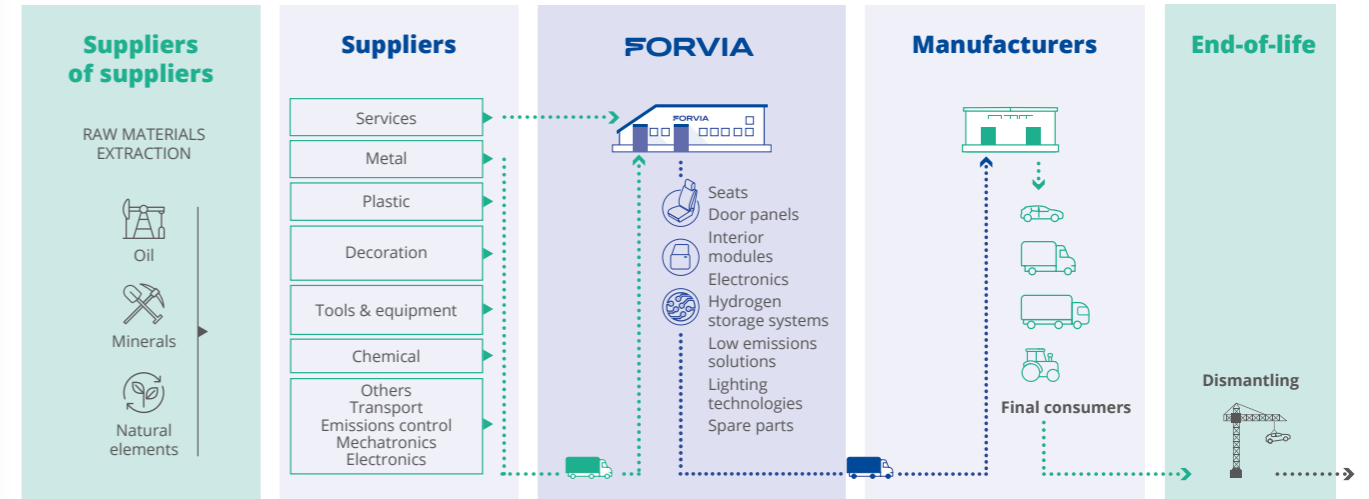 Suppliers
of suppliers
RAW MATERIALS
EXTRACTION
Oil
Minerals
Natural
elements
Suppliers
Services
Metal
Plastic
Decoration
Tools & equipment
Chemical
Others
Transport
Emissions control
Mechatronics
Electronics
FORVIA
FORVIA
Seats
Door panels
Interior
modules
Electronics
Hydrogen
storage systems
Low emissions
solutions
Lighting
technologies
Spare parts
Manufacturers
Final consumers
End-of-life
Dismantling